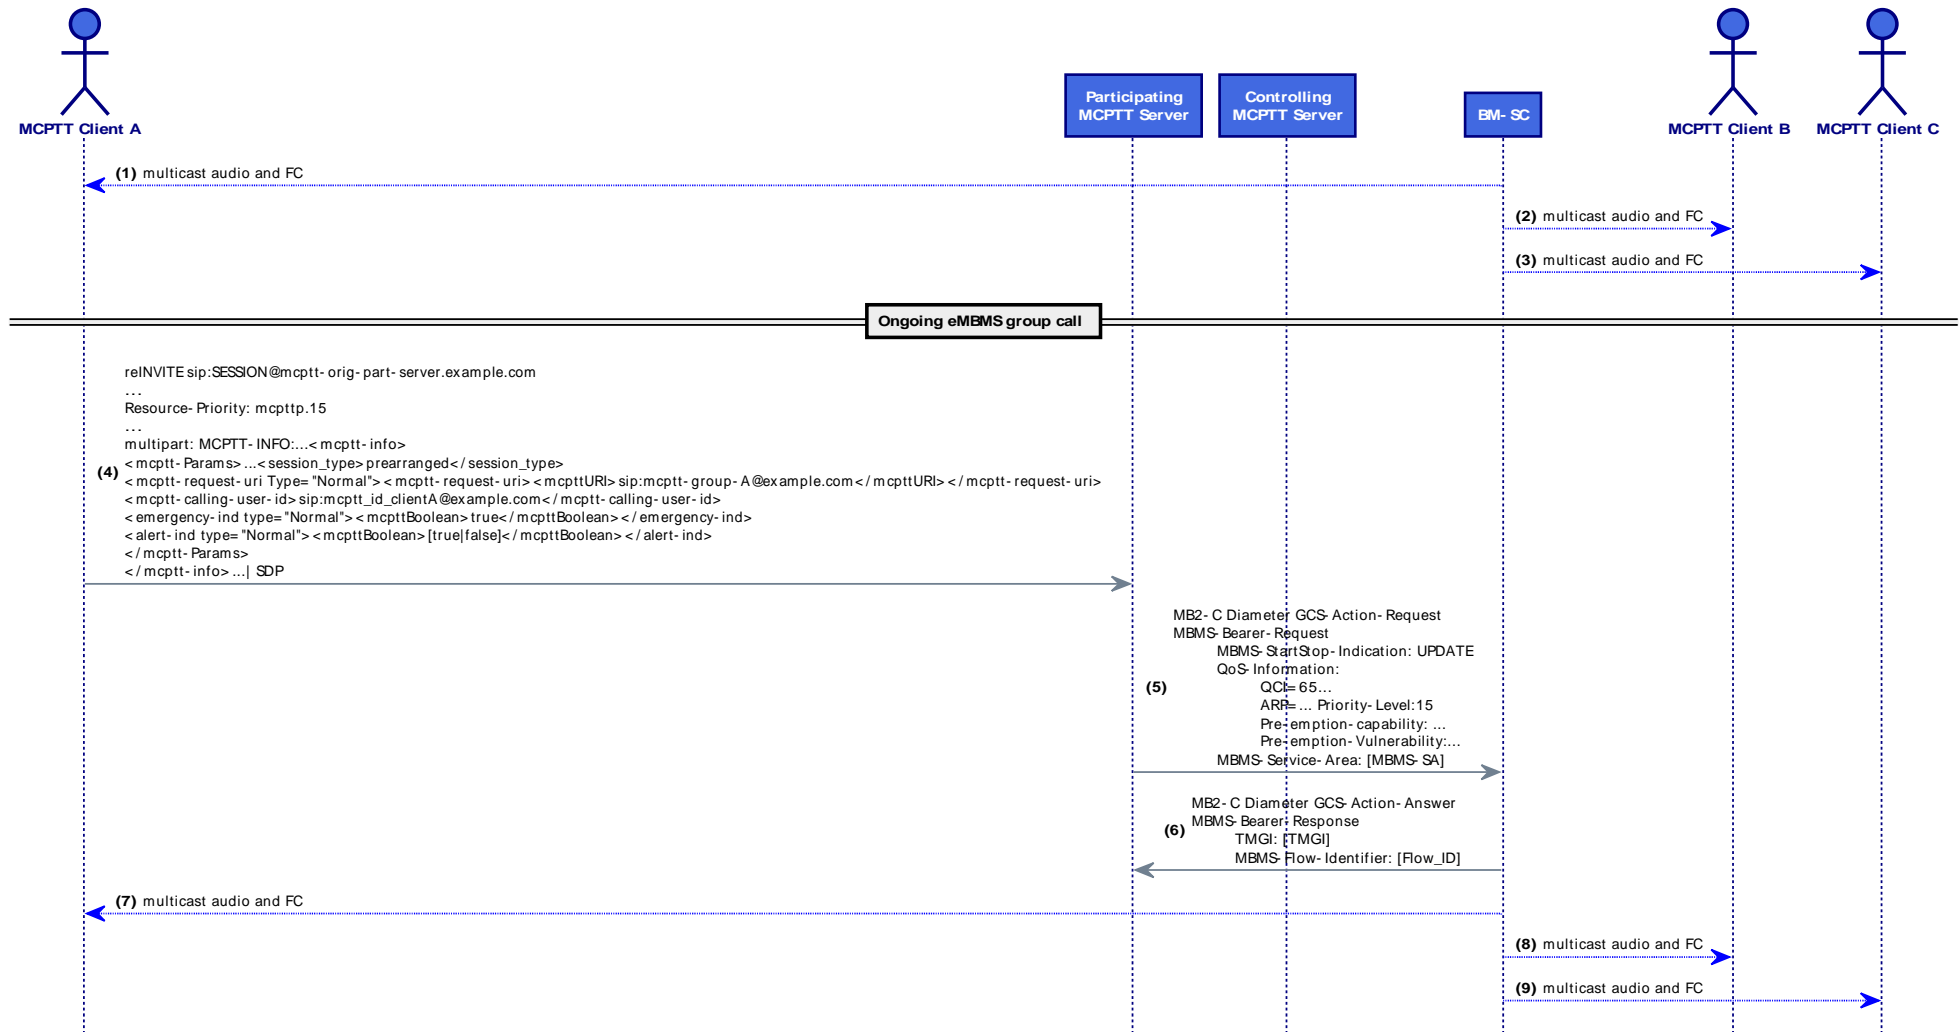 MCPTT Client A
Participating
MCPTT Server
Controlling
MCPTT Server
BM-SC
MCPTT Client B
MCPTT Client C
(1) multicast audio and FC
(2) multicast audio and FC
(3) multicast audio and FC
Ongoing eMBMS group call
reINVITE sip:SESSION@mcptt-orig-part-server.example.com
...
Resource-Priority: mcpttp.15
...
multipart: MCPTT-INFO:...<mcptt-info>
<mcptt-Params>...<session_type>prearranged</session_type>
(4)
<mcptt-request-uri Type="Normal"><mcptt-request-uri><mcpttURI>sip:mcptt-group-A@example.com</mcpttURI></mcptt-request-uri>
<mcptt-calling-user-id>sip:mcptt_id_clientA@example.com</mcptt-calling-user-id>
<emergency-ind type="Normal"><mcpttBoolean>true</mcpttBoolean></emergency-ind>
<alert-ind type="Normal"><mcpttBoolean>[true|false]</mcpttBoolean></alert-ind>
</mcptt-Params>
</mcptt-info>...| SDP
MB2-C Diameter GCS-Action-Request
MBMS-Bearer-Request
MBMS-StartStop-Indication: UPDATE
QoS-Information:
(5) QCI=65...
ARP=... Priority-Level:15
Pre-emption-capability: ...
Pre-emption-Vulnerability:...
MBMS-Service-Area: [MBMS-SA]
MB2-C Diameter GCS-Action-Answer
MBMS-Bearer-Response
(6)
TMGI: [TMGI]
MBMS-Flow-Identifier: [Flow_ID]
(7) multicast audio and FC
(8) multicast audio and FC
(9) multicast audio and FC